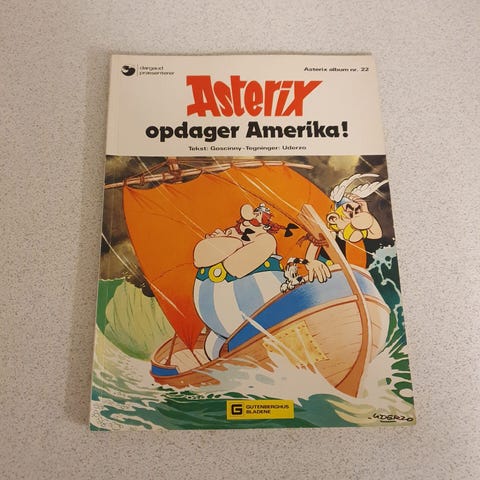 dargaud
præsenterer
Asterix album nr. 22
Asterix
opdager Amerika!
Tekst: Goscinny - Tegninger: Uderzo
G GUTENBERGHUS
BLADENE
UDERZO